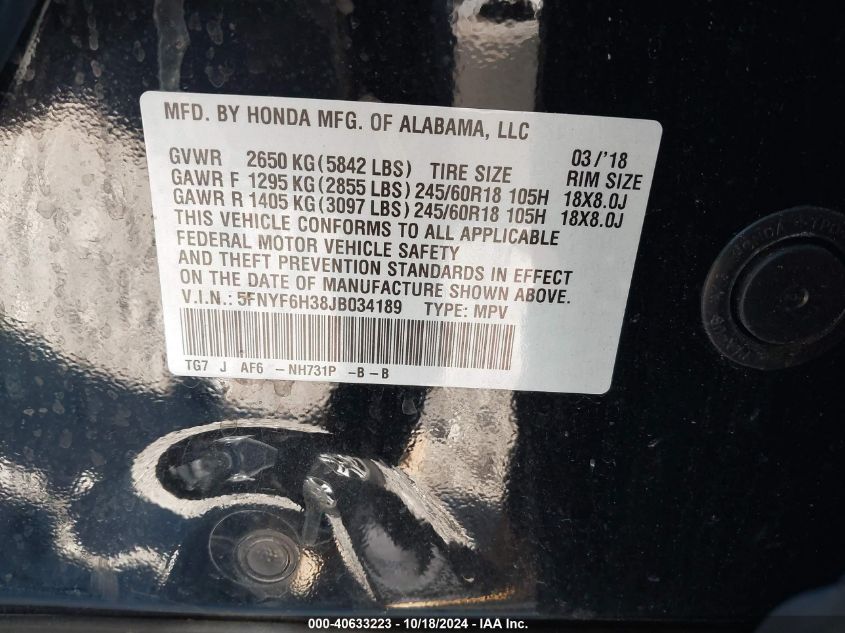 MFD. BY HONDA MFG. OF ALABAMA, LLC
03/'18
GVWR 2650 KG(5842 LBS) TIRE SIZE RIM SIZE
GAWR F 1295 KG(2855 LBS)245/60R18 105H 18X8.0J
GAWR R 1405 KG(3097 LBS)245/60R18 105H 18X8.0J
THIS VEHICLE CONFORMS TO ALL APPLICABLE
FEDERAL MOTOR VEHICLE SAFETY
AND THEFT PREVENTION STANDARDS IN EFFECT
ON THE DATE OF MANUFACTURE SHOWN ABOVE.
V.I.N.: 5FNYF6H38JB034189 TYPE: MPV
TG7 J AF6 -NH731P -B-B
000-40633223 - 10/18/2024 - IAA Inc.